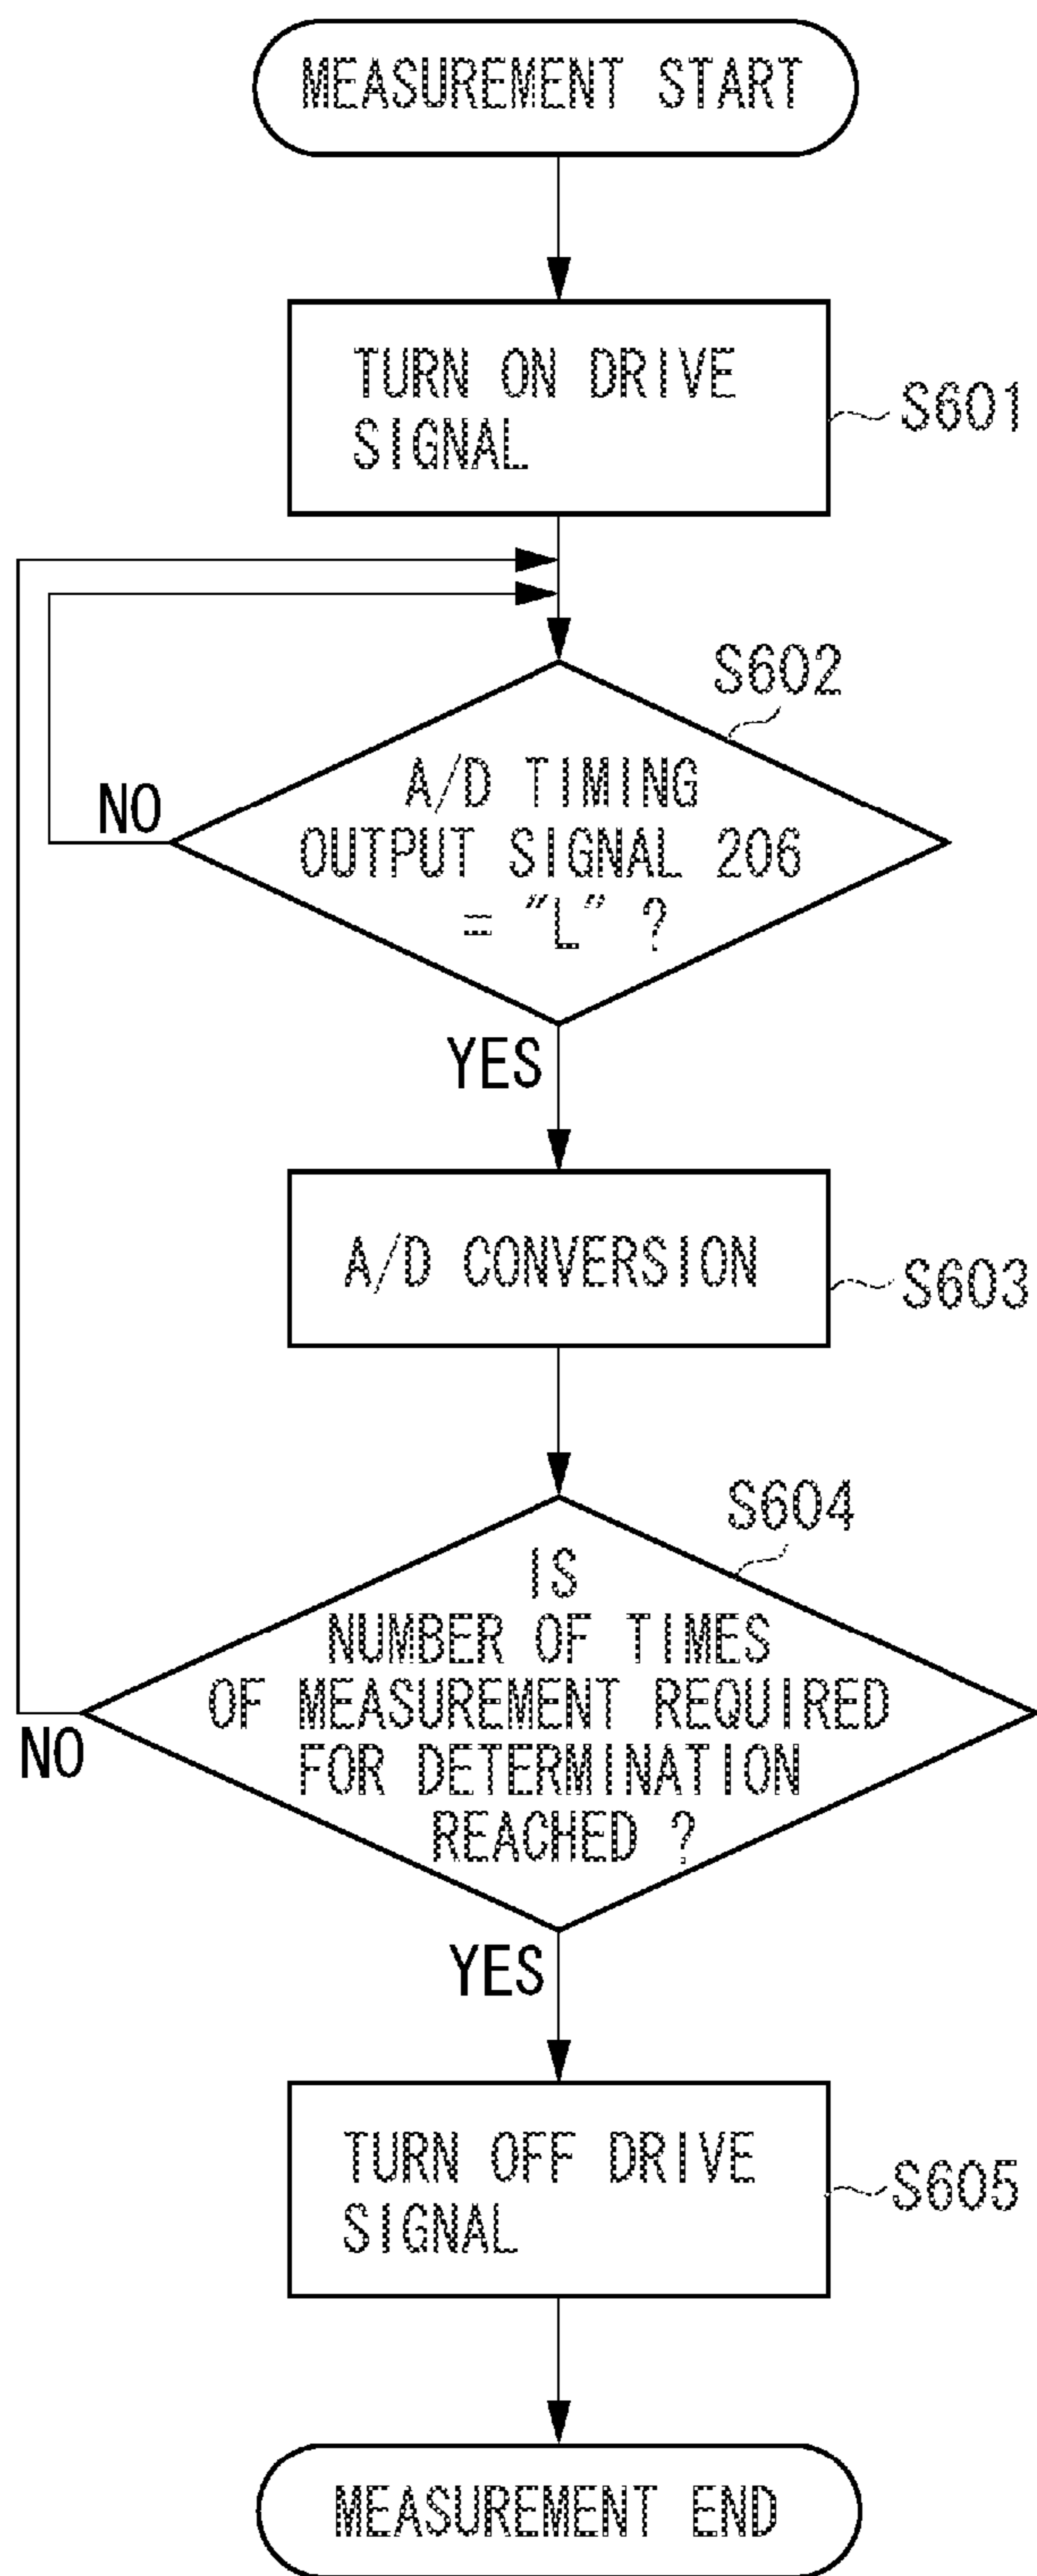 MEASUREMENT START
TURN ON DRIVE
SIGNAL
S601
S602
A/D TIMING
OUTPUT SIGNAL 206
= "L" ?
NO
YES
A/D CONVERSION
S603
S604
IS
NUMBER OF TIMES
OF MEASUREMENT REQUIRED
FOR DETERMINATION
REACHED ?
NO
YES
TURN OFF DRIVE
SIGNAL
S605
MEASUREMENT END